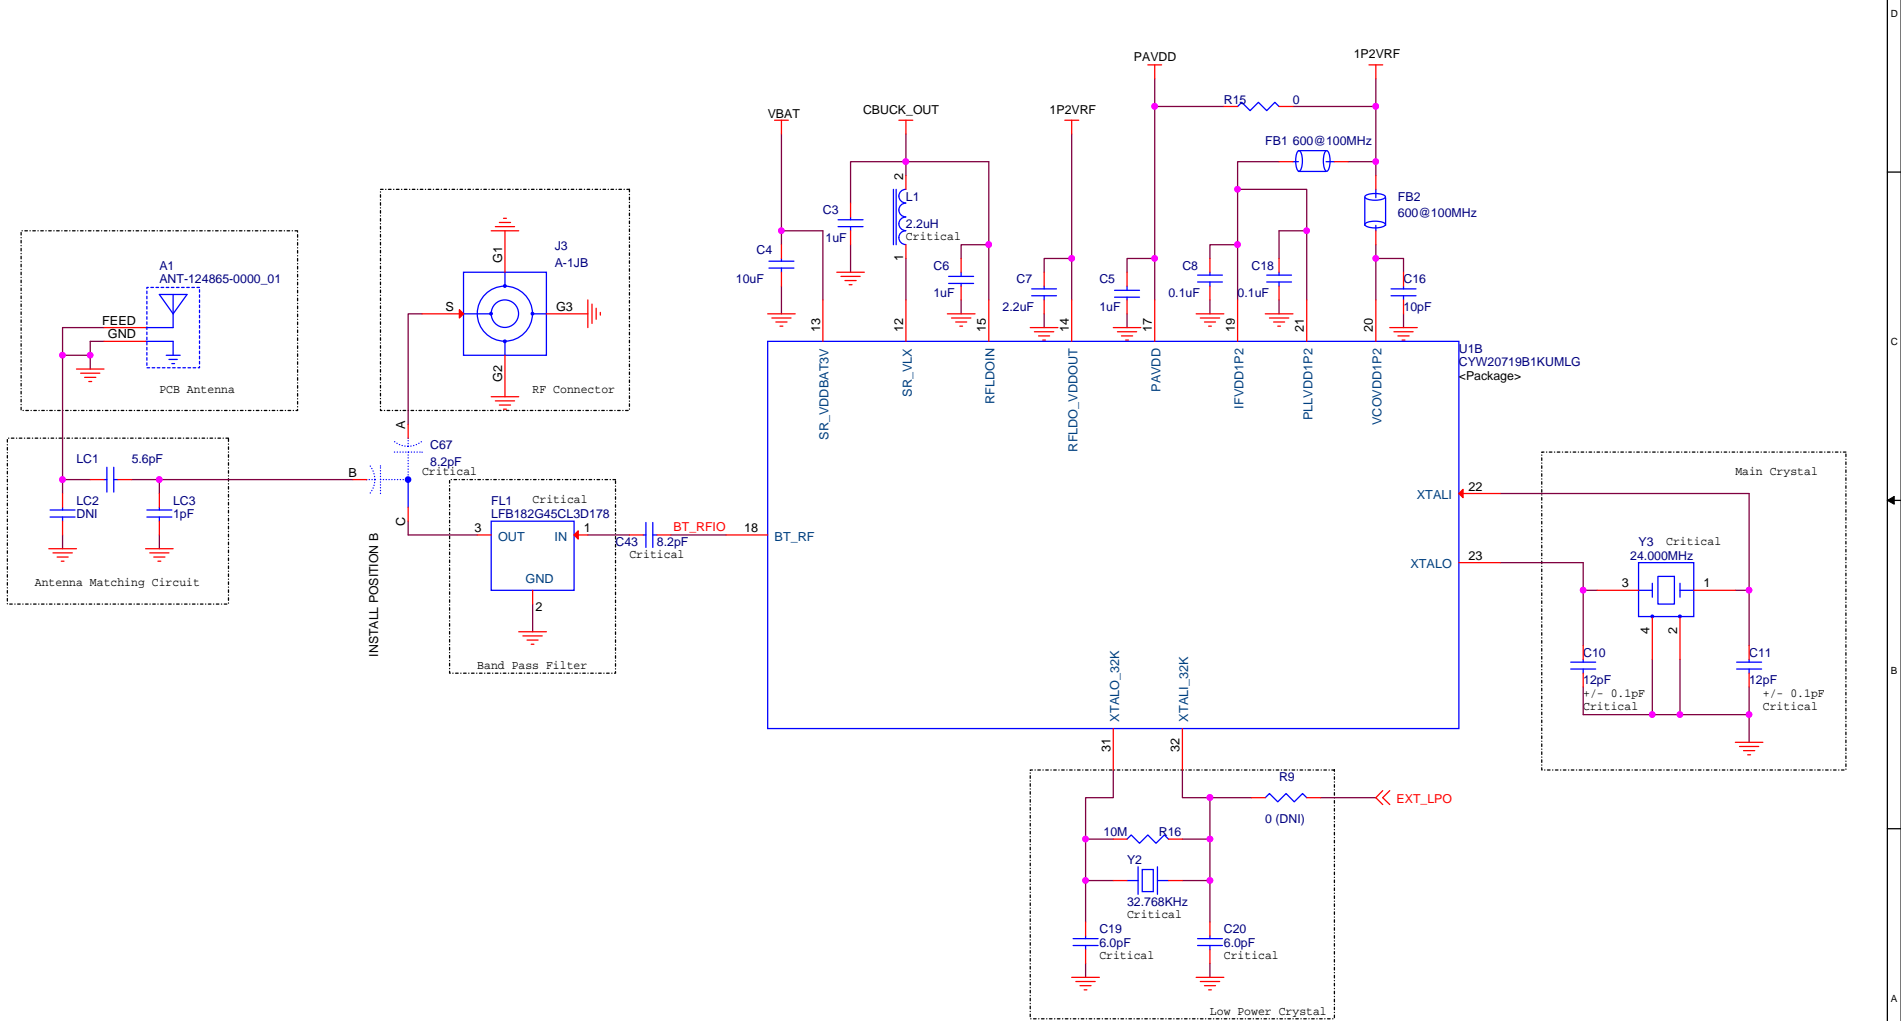 D
PAVDD
1P2VRF
R15
0
VBAT
CBUCK_OUT
1P2VRF
FB1 600@100MHz
2
L1
2.2uH
Critical
1
C3
1uF
C4
10uF
C6
1uF
C7
2.2uF
C5
1uF
C8
0.1uF
C18
0.1uF
FB2
600@100MHz
C16
10pF
13
12
15
14
17
19
21
20
SR_VDDBAT3V
SR_VLX
RFLDOIN
RFLDO_VDDOUT
PAVDD
IFVDD1P2
PLLVDD1P2
VCOVDD1P2
U1B
CYW20719B1KUMLG
<Package>
C
A1
ANT-124865-0000_01
FEED
GND
PCB Antenna
G1
J3
A-1JB
S
G3
G2
RF Connector
A
C67
8.2pF
Critical
B
C
INSTALL POSITION B
LC1
5.6pF
LC2
DNI
LC3
1pF
Antenna Matching Circuit
FL1
Critical
LFB182G45CL3D178
3
OUT
IN
1
GND
2
Band Pass Filter
C43
8.2pF
Critical
BT_RFIO
18
BT_RF
XTALI
22
XTALO
23
Main Crystal
Y3
Critical
24.000MHz
3
1
4
2
C10
12pF
+/- 0.1pF
Critical
C11
12pF
+/- 0.1pF
Critical
B
XTALO_32K
XTALI_32K
31
32
R9
0 (DNI)
EXT_LPO
10M
R16
Y2
32.768KHz
Critical
C19
6.0pF
Critical
C20
6.0pF
Critical
Low Power Crystal
A